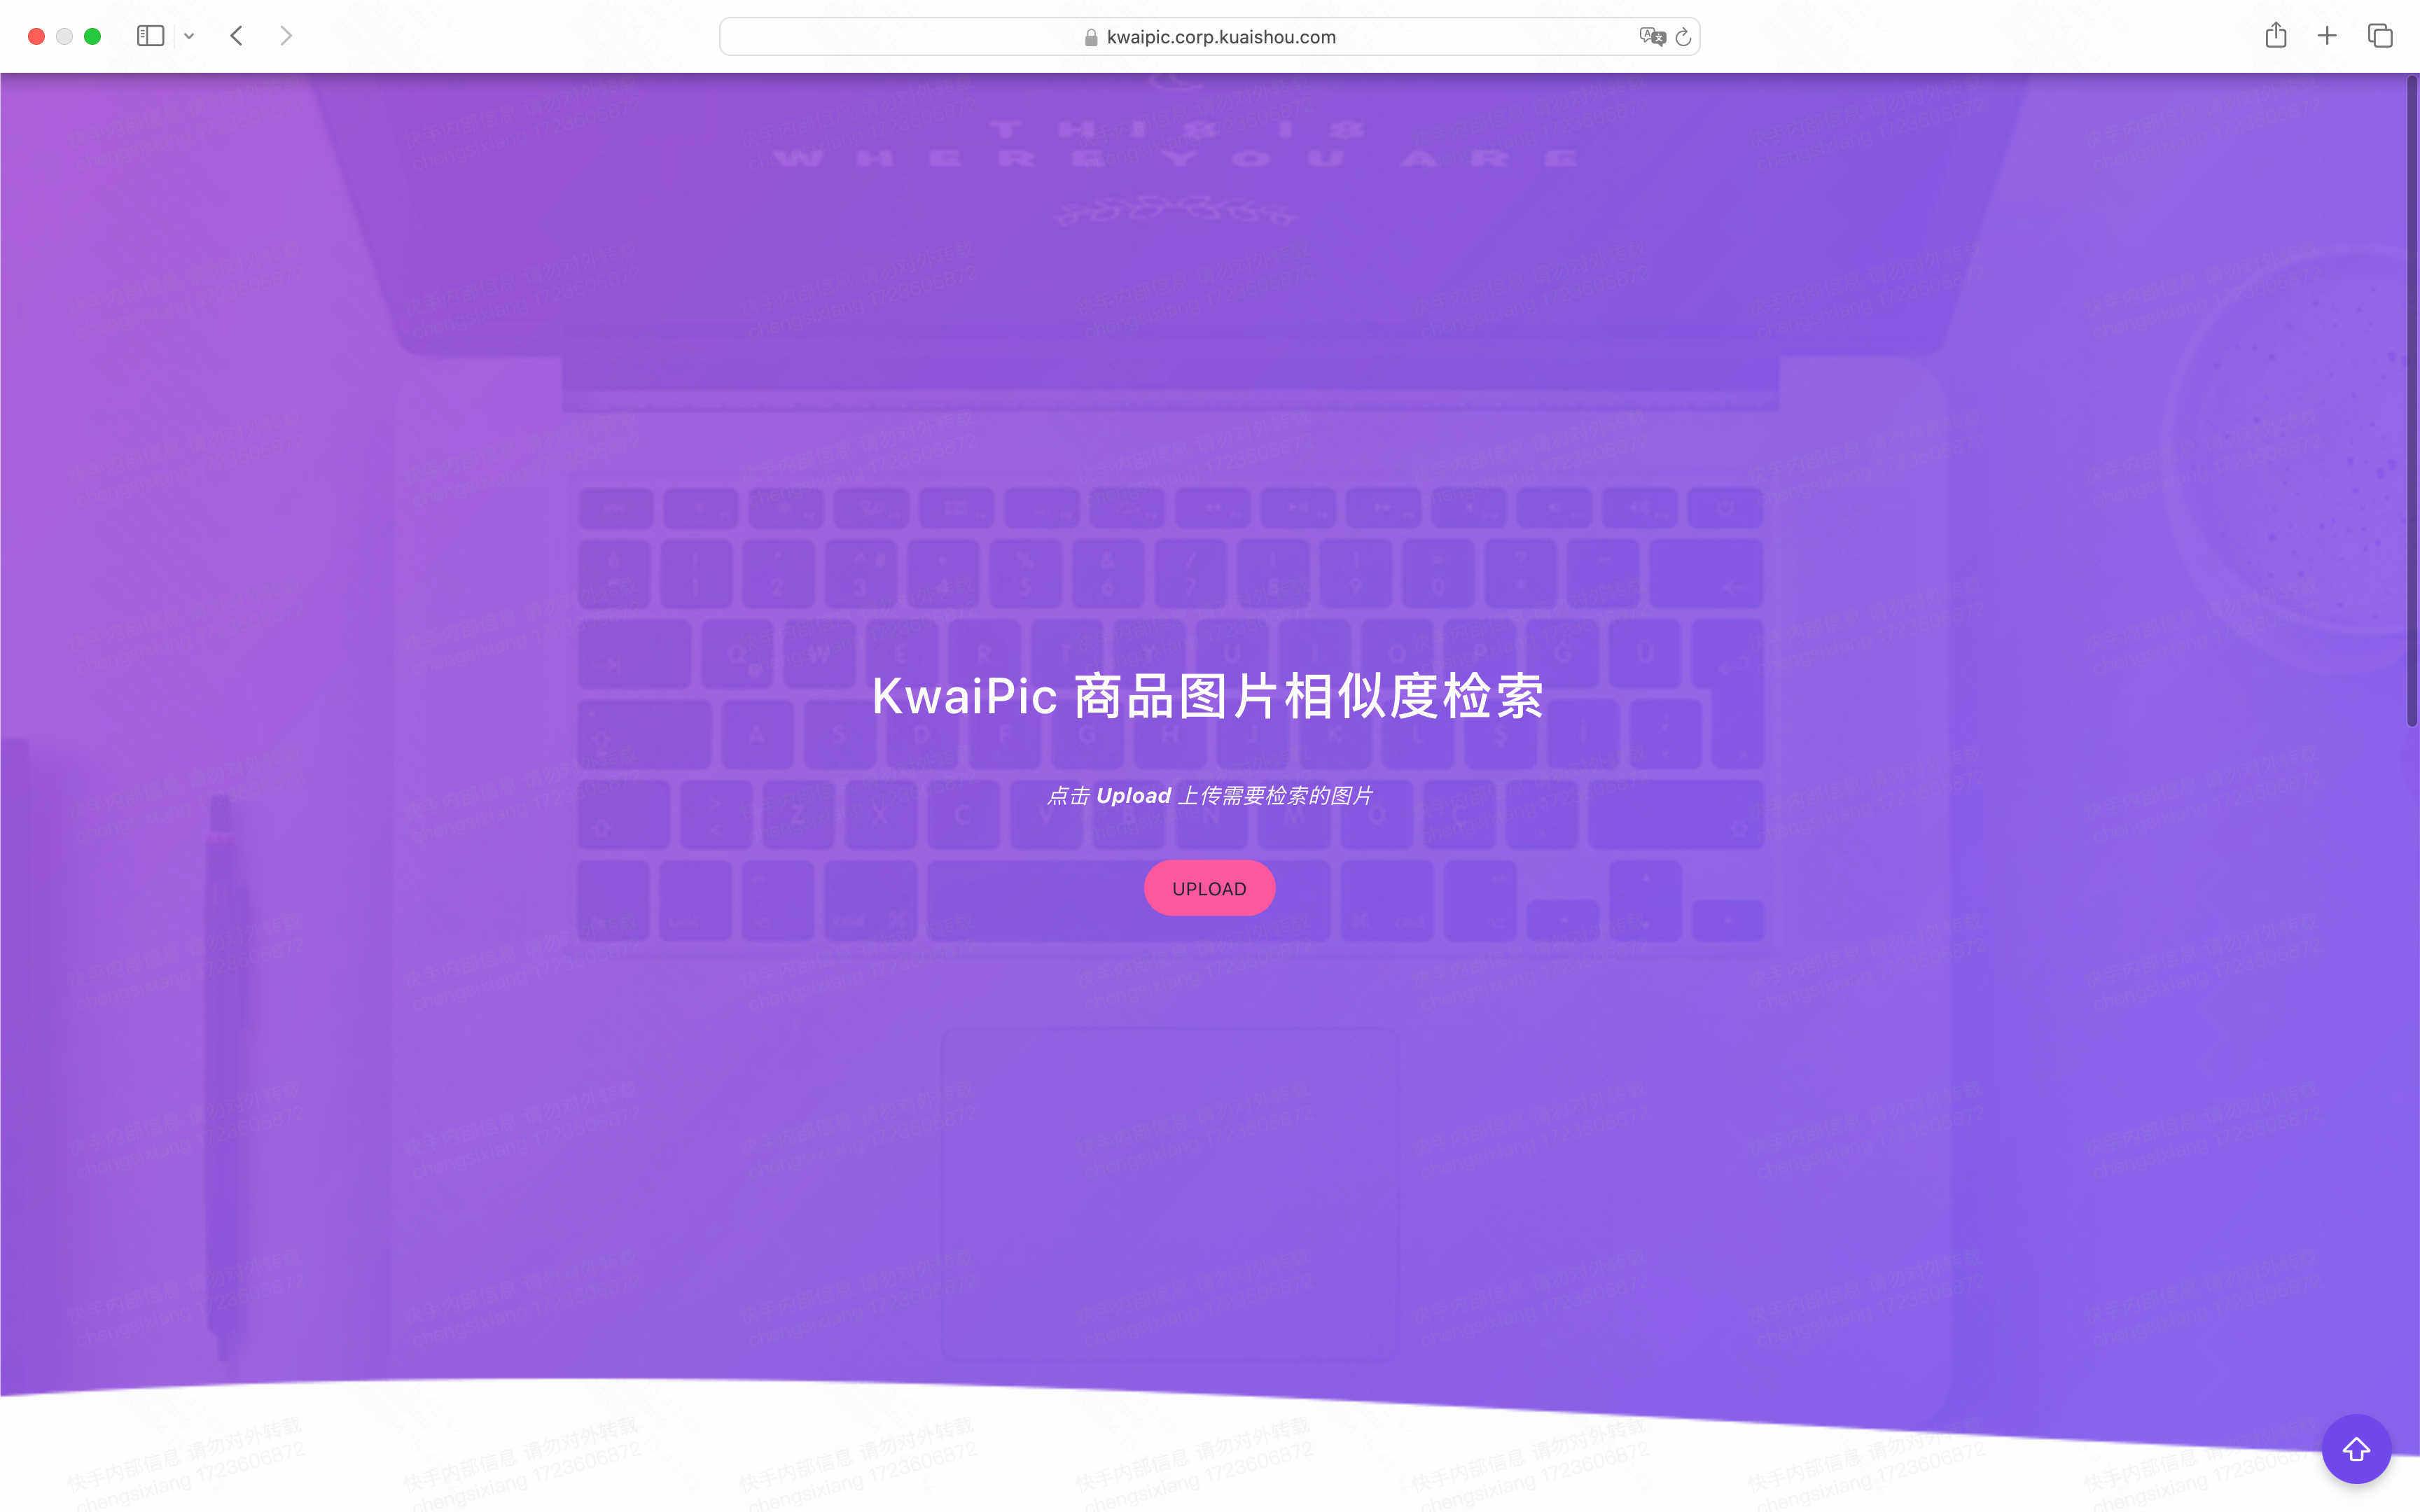 kwaipic.corp.kuaishou.com
THIS IS
WHERE YOU ARE
KwaiPic 商品图片相似度检索
点击 Upload 上传需要检索的图片
UPLOAD
快手内部信息 请勿对外转载
chengsixiang 1723606872